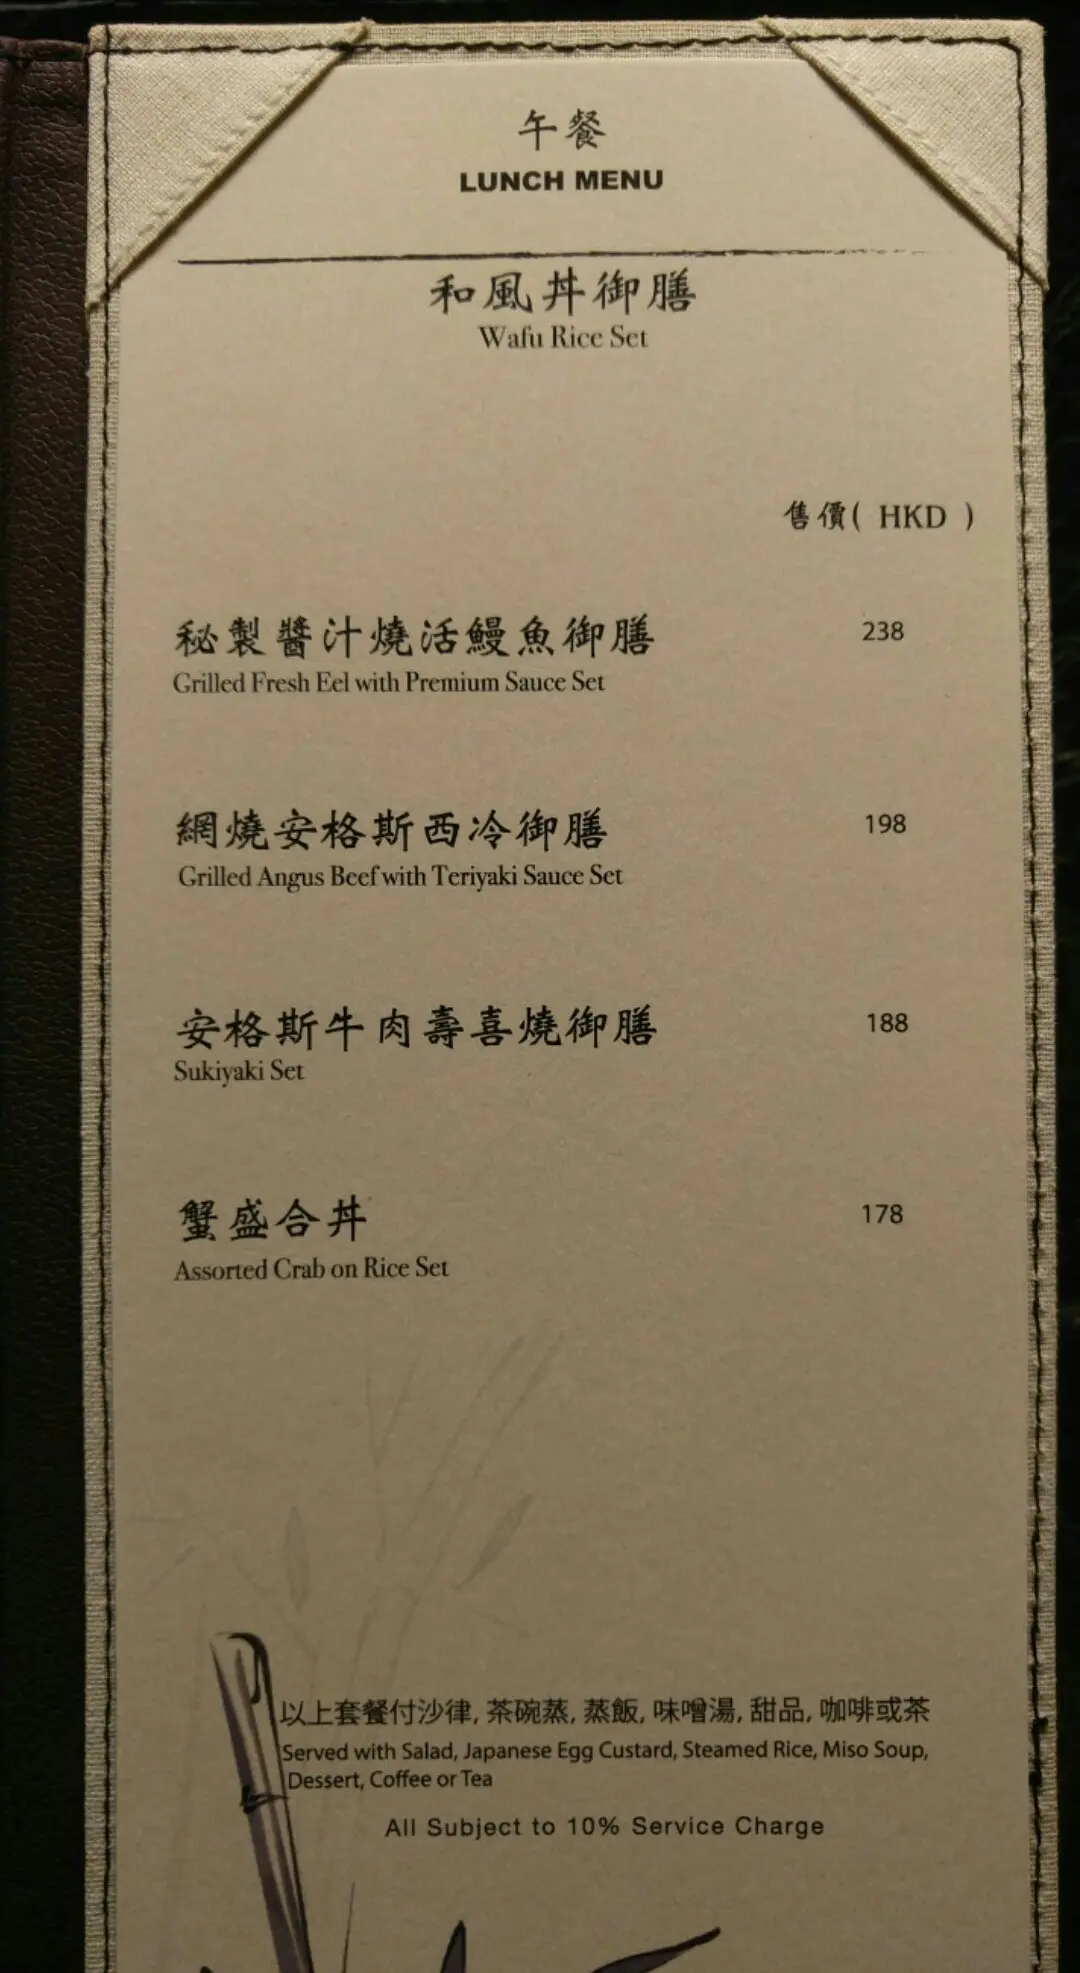 午餐
LUNCH MENU
和風丼御膳
Wafu Rice Set
售價( HKD )
秘製醬汁燒活鰻魚御膳 238
Grilled Fresh Eel with Premium Sauce Set
網燒安格斯西冷御膳 198
Grilled Angus Beef with Teriyaki Sauce Set
安格斯牛肉壽喜燒御膳 188
Sukiyaki Set
蟹盛合丼 178
Assorted Crab on Rice Set
以上套餐付沙律, 茶碗蒸, 蒸飯, 味噌湯, 甜品, 咖啡或茶
Served with Salad, Japanese Egg Custard, Steamed Rice, Miso Soup,
Dessert, Coffee or Tea
All Subject to 10% Service Charge